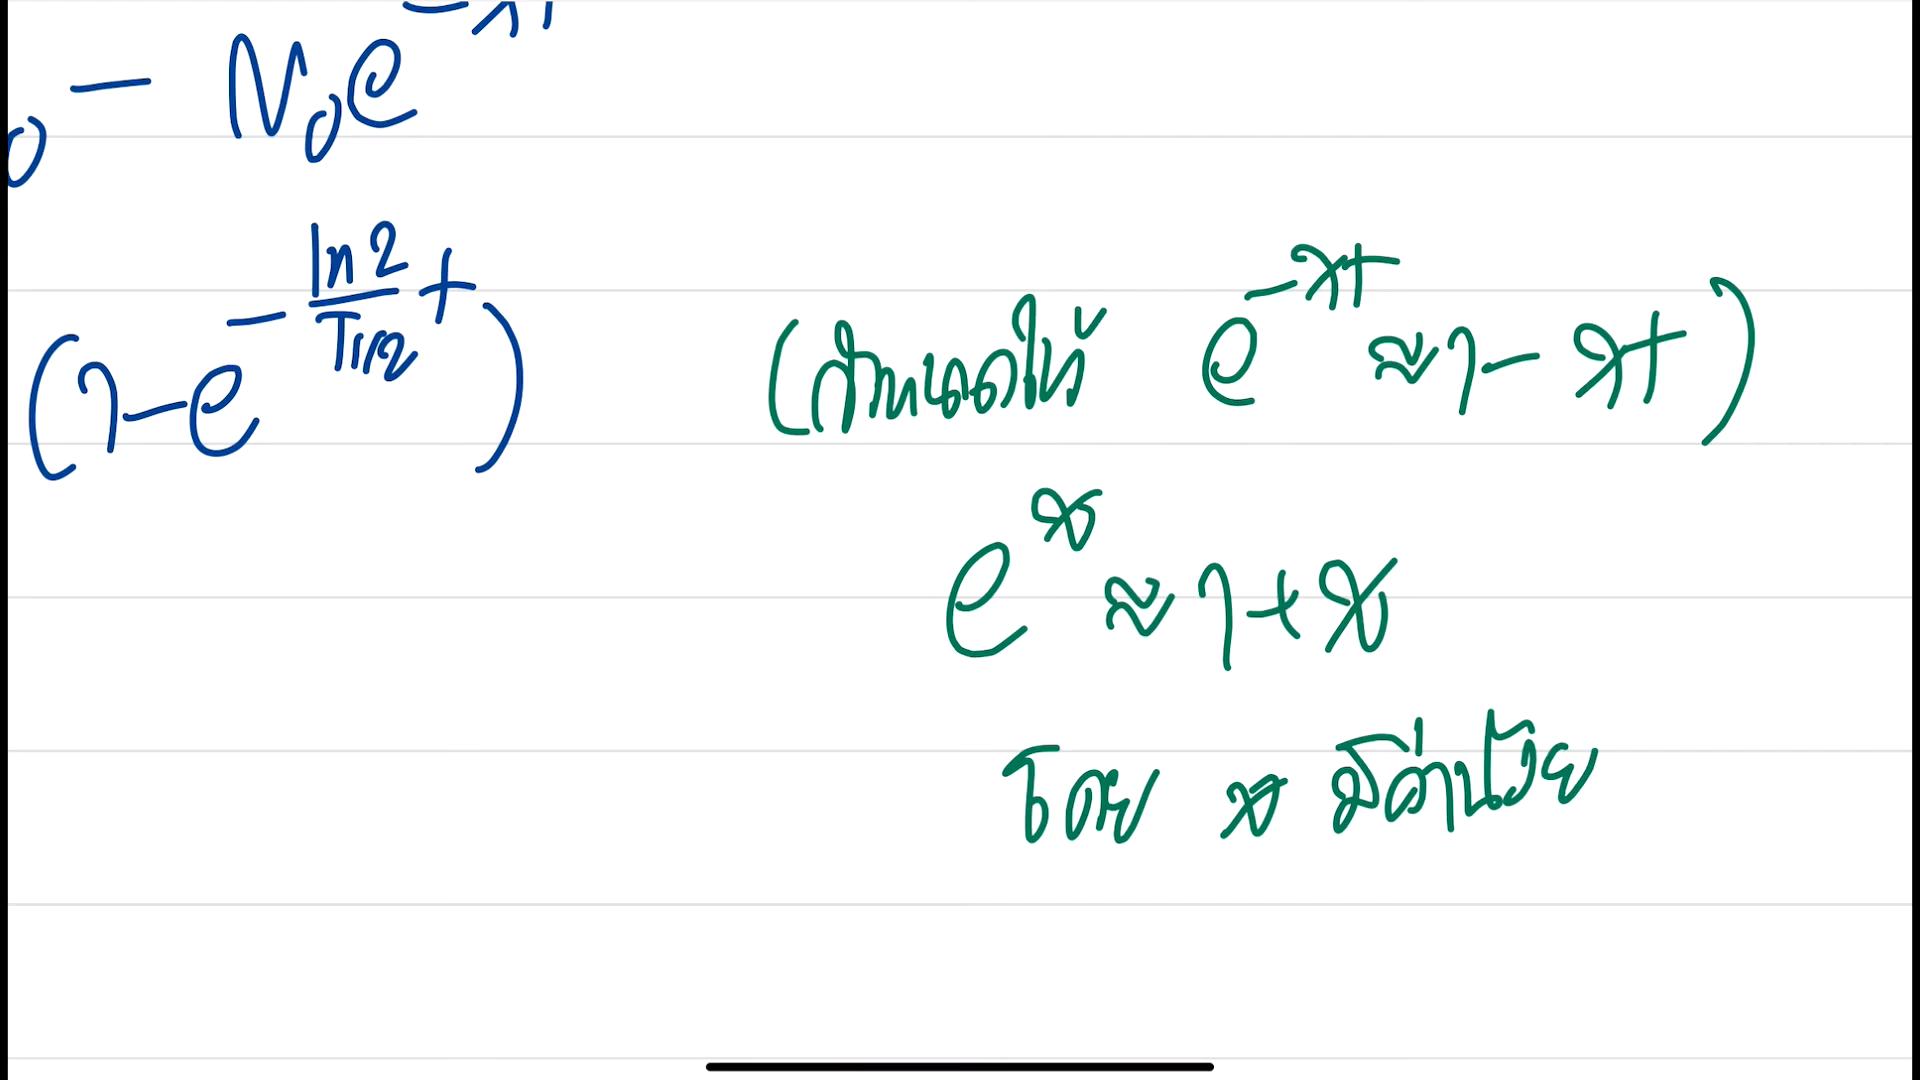 ₀ − N₀e^−λt
(1−e^−(ln2/T1/2)t)
(กำหนดให้ e^−λt ≈ 1− λt)
e^x ≈ 1+x
โดย x มีค่าน้อย